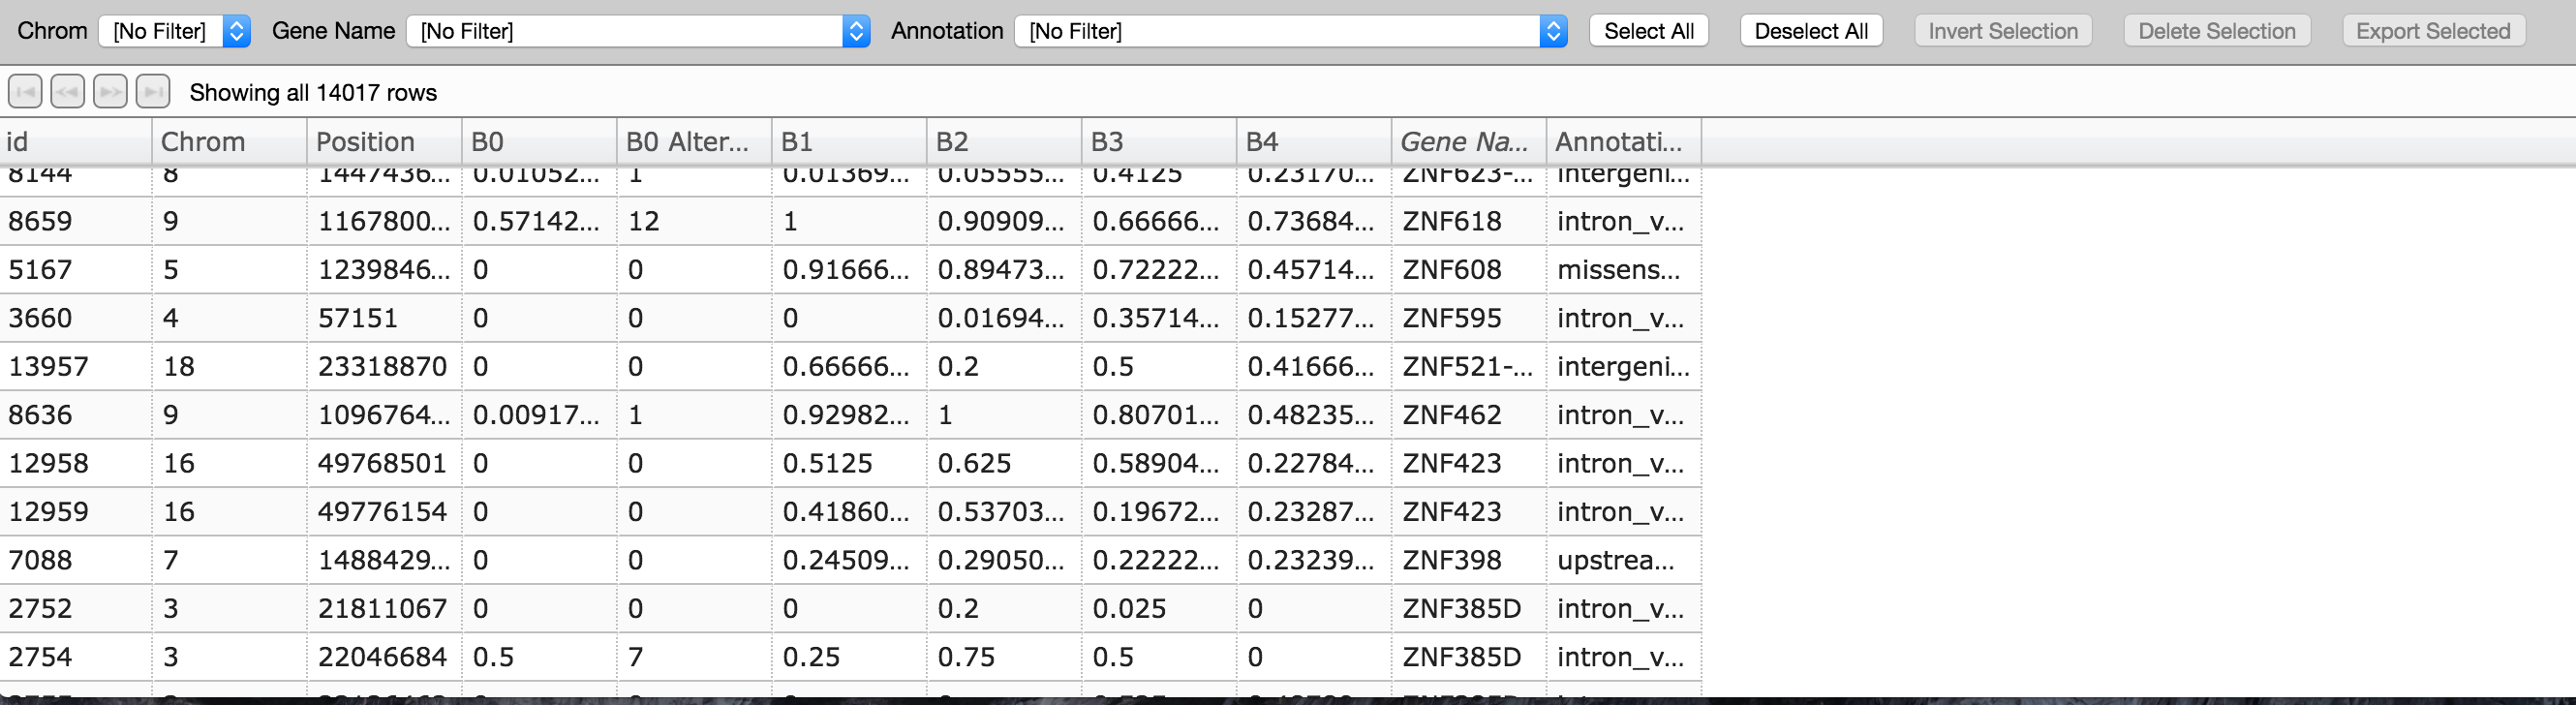 Chrom [No Filter] Gene Name [No Filter] Annotation [No Filter] Select All Deselect All Invert Selection Delete Selection Export Selected
Showing all 14017 rows
id Chrom Position B0 B0 Alter... B1 B2 B3 B4 Gene Na... Annotati...
8144 8 1447436... 0.01052... 1 0.01369... 0.05555... 0.4125 0.23170... ZNF623-... intergeni...
8659 9 1167800... 0.57142... 12 1 0.90909... 0.66666... 0.73684... ZNF618 intron_v...
5167 5 1239846... 0 0 0.91666... 0.89473... 0.72222... 0.45714... ZNF608 missens...
3660 4 57151 0 0 0 0.01694... 0.35714... 0.15277... ZNF595 intron_v...
13957 18 23318870 0 0 0.66666... 0.2 0.5 0.41666... ZNF521-... intergeni...
8636 9 1096764... 0.00917... 1 0.92982... 1 0.80701... 0.48235... ZNF462 intron_v...
12958 16 49768501 0 0 0.5125 0.625 0.58904... 0.22784... ZNF423 intron_v...
12959 16 49776154 0 0 0.41860... 0.53703... 0.19672... 0.23287... ZNF423 intron_v...
7088 7 1488429... 0 0 0.24509... 0.29050... 0.22222... 0.23239... ZNF398 upstrea...
2752 3 21811067 0 0 0 0.2 0.025 0 ZNF385D intron_v...
2754 3 22046684 0.5 7 0.25 0.75 0.5 0 ZNF385D intron_v...